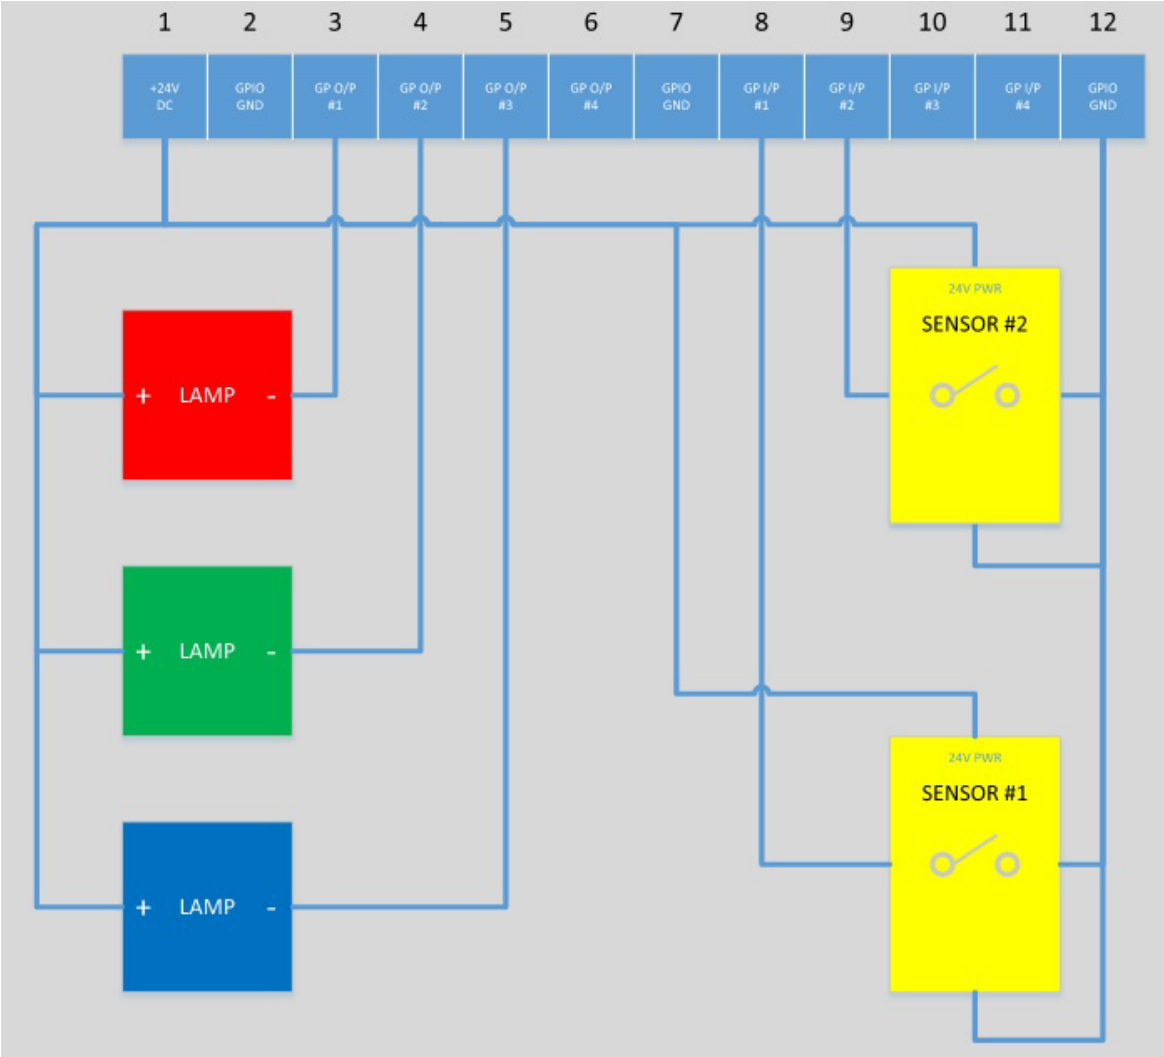 1 2 3 4 5 6 7 8 9 10 11 12
+24V DC
GPIO GND
GP O/P #1
GP O/P #2
GP O/P #3
GP O/P #4
GPIO GND
GP I/P #1
GP I/P #2
GP I/P #3
GP I/P #4
GPIO GND
24V PWR
SENSOR #2
+ LAMP -
+ LAMP -
24V PWR
SENSOR #1
+ LAMP -